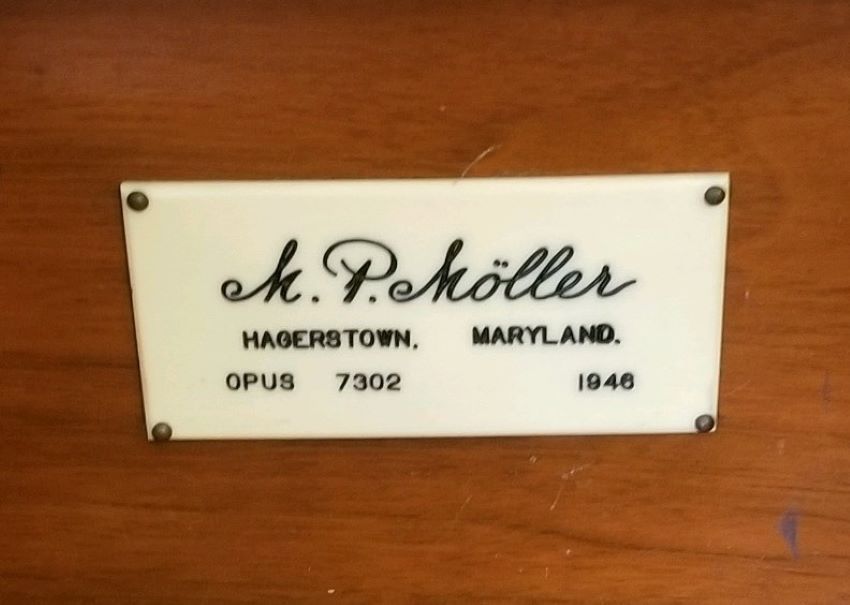 M. P. Möller
HAGERSTOWN, MARYLAND.
OPUS 7302 1946